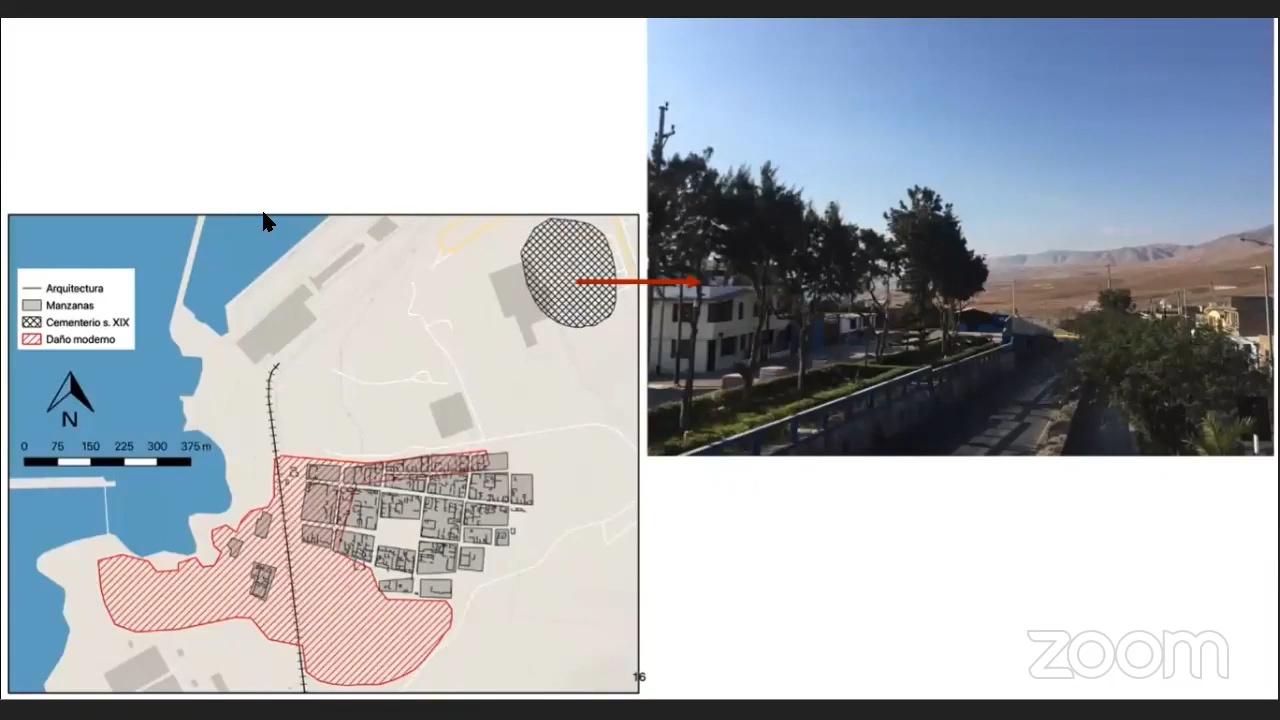 Arquitectura
Manzanas
Cementerio s. XIX
Daño moderno
N
0 75 150 225 300 375 m
16
zoom